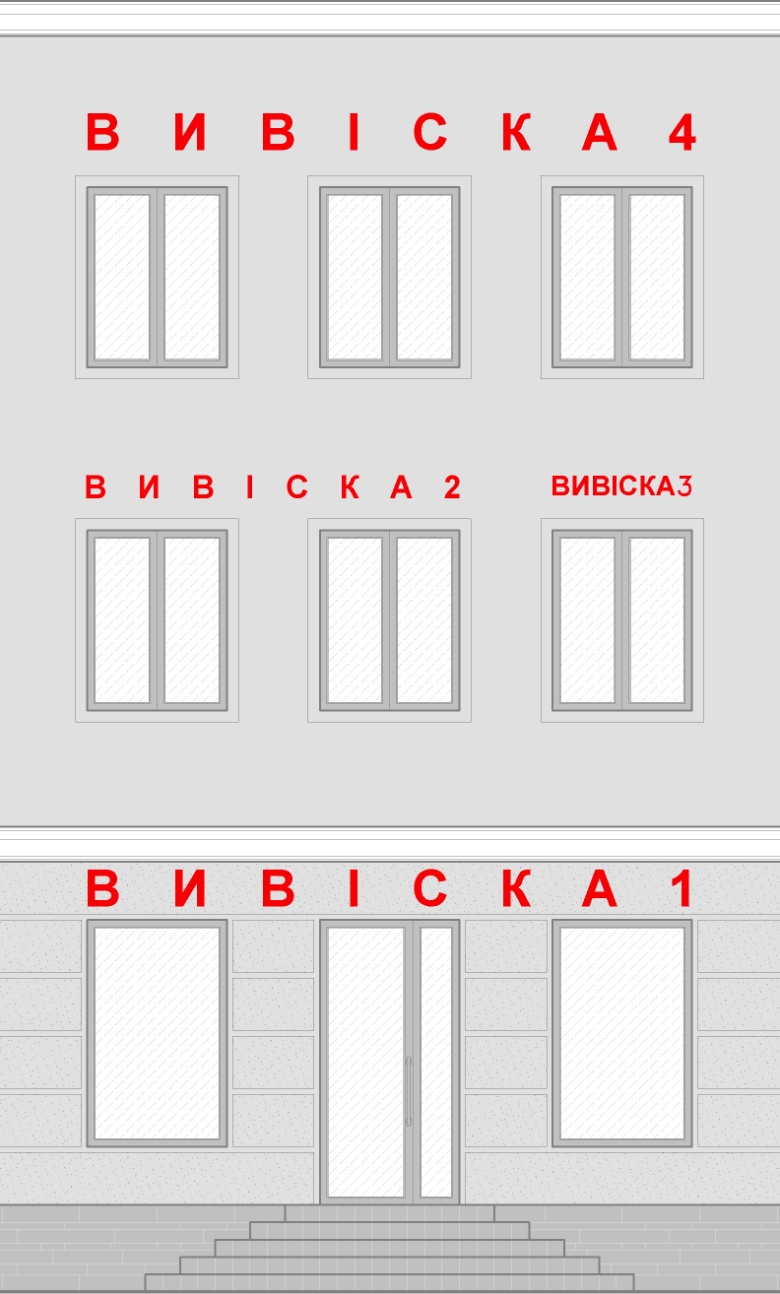 В И В І С К А 4
В И В І С К А 2 ВИВІСКА3
В И В І С К А 1